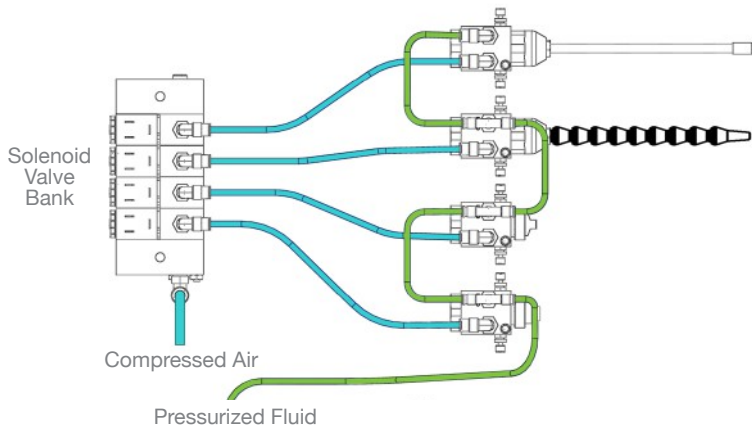 Solenoid
Valve
Bank
Compressed Air
Pressurized Fluid